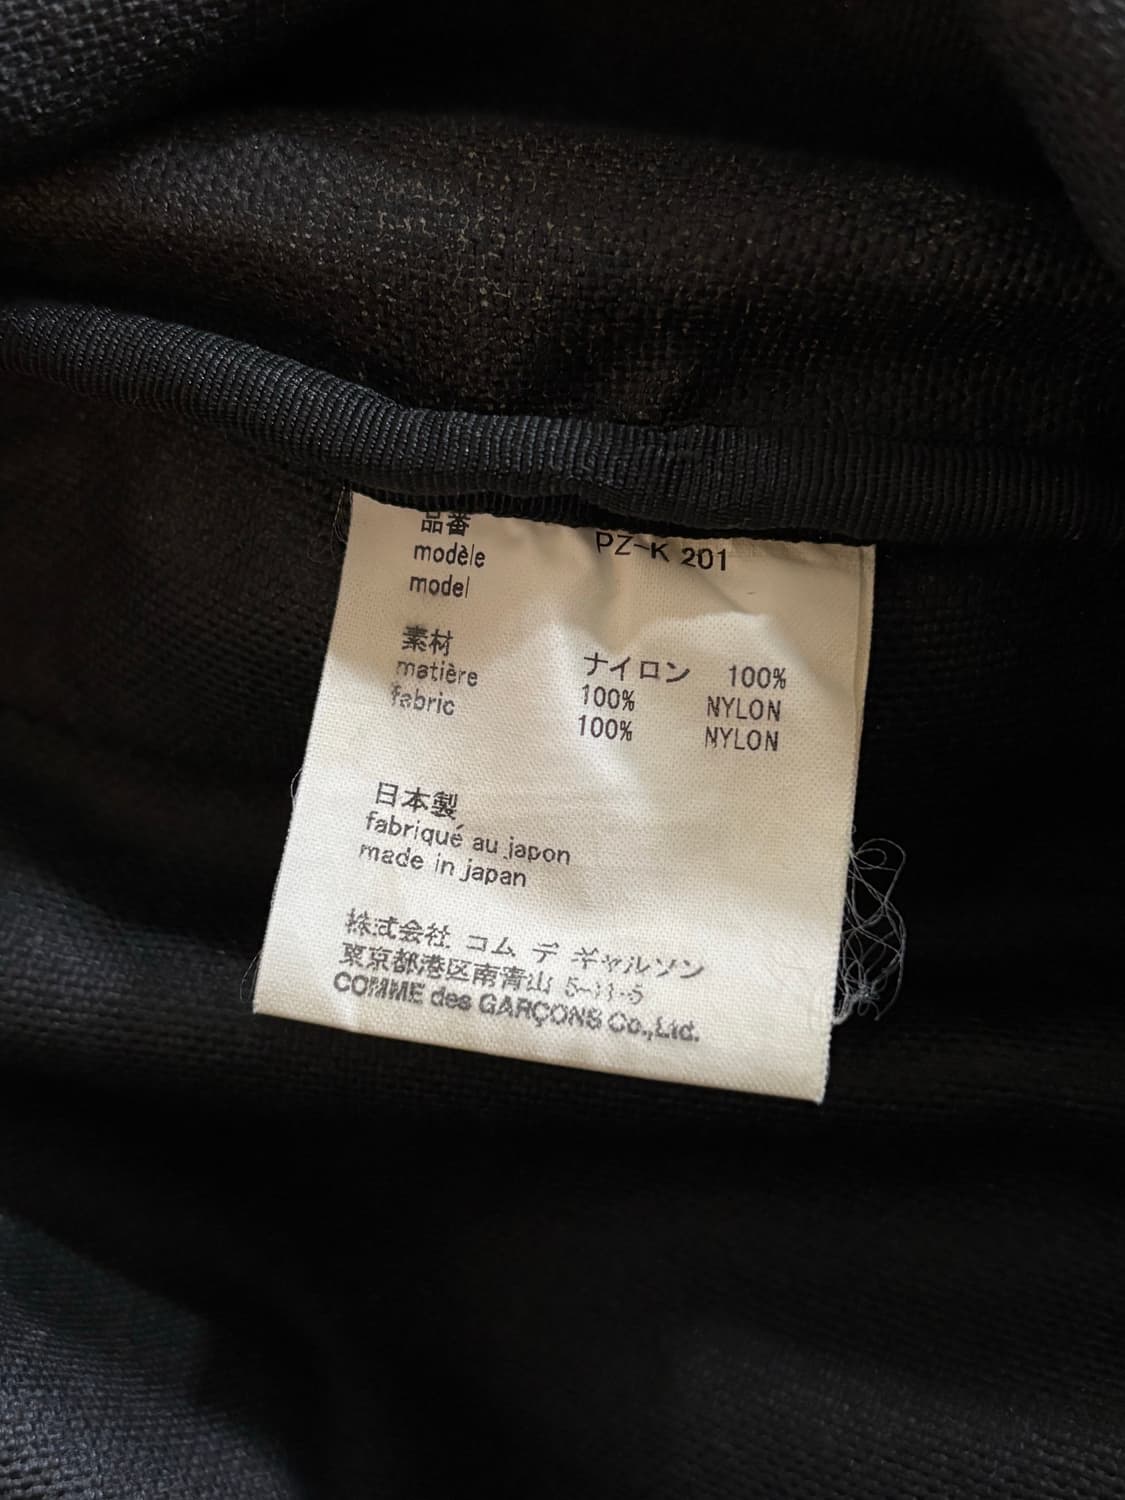 品番 PZ-K 201
modèle
model
素材 ナイロン 100%
matière 100% NYLON
fabric 100% NYLON
日本製
fabriqué au japon
made in japan
株式会社 コム デ ギャルソン
東京都港区南青山 5-11-5
COMME des GARÇONS Co.,Ltd.